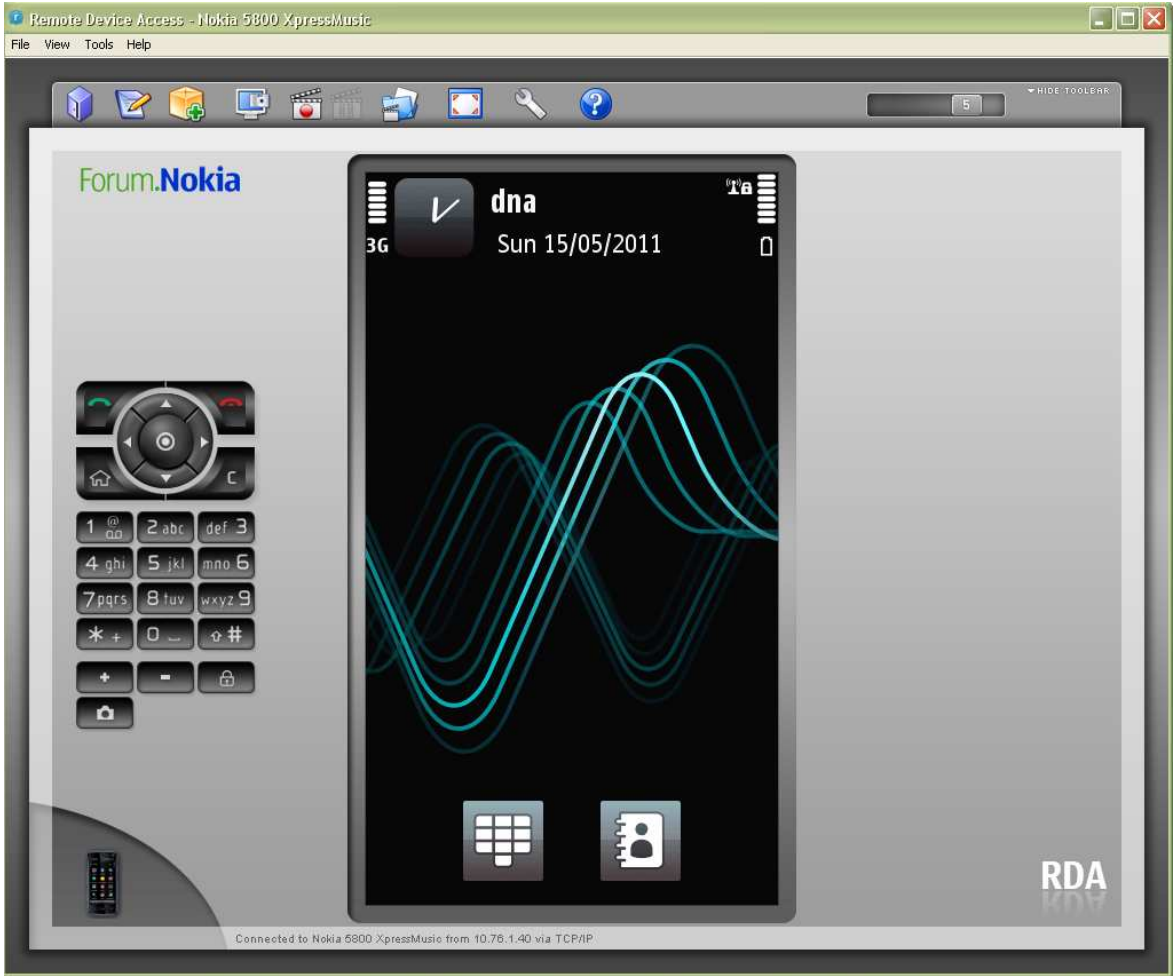 Remote Device Access - Nokia 5800 XpressMusic
File View Tools Help
5
HIDE TOOLBAR
Forum.Nokia
dna
3G
Sun 15/05/2011
C
1 @
2 abc
def 3
4 ghi
5 jkl
mno 6
7 pqrs
8 tuv
wxyz 9
* +
0
#
+
-
RDA
Connected to Nokia 5800 XpressMusic from 10.76.1.40 via TCP/IP